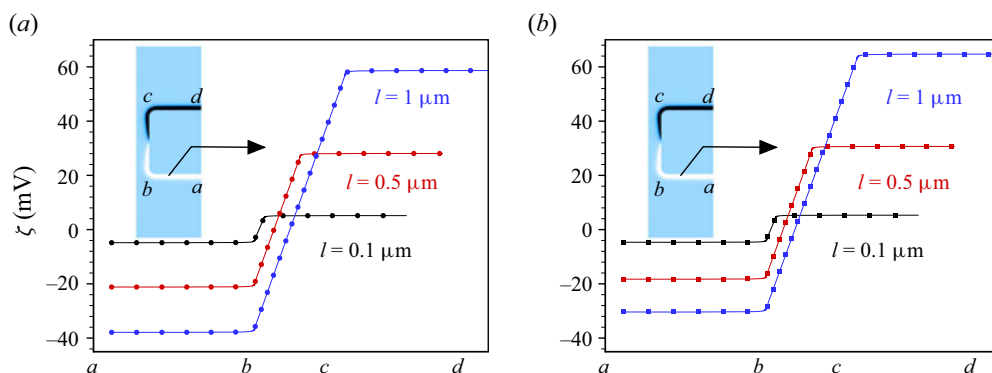 (a)
60
40
20
0
–20
–40
ζ (mV)
c d
b a
l = 1 μm
l = 0.5 μm
l = 0.1 μm
a b c d
(b)
60
40
20
0
–20
–40
c d
b a
l = 1 μm
l = 0.5 μm
l = 0.1 μm
a b c d